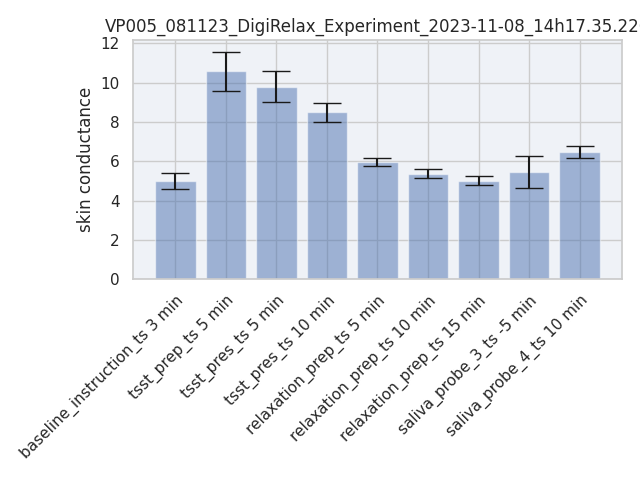 VP005_081123_DigiRelax_Experiment_2023-11-08_14h17.35.22
12
10
8
6
4
2
0
skin conductance
baseline_instruction_ts 3 min
tsst_prep_ts 5 min
tsst_pres_ts 5 min
tsst_pres_ts 10 min
relaxation_prep_ts 5 min
relaxation_prep_ts 10 min
relaxation_prep_ts 15 min
saliva_probe_3_ts -5 min
saliva_probe_4_ts 10 min